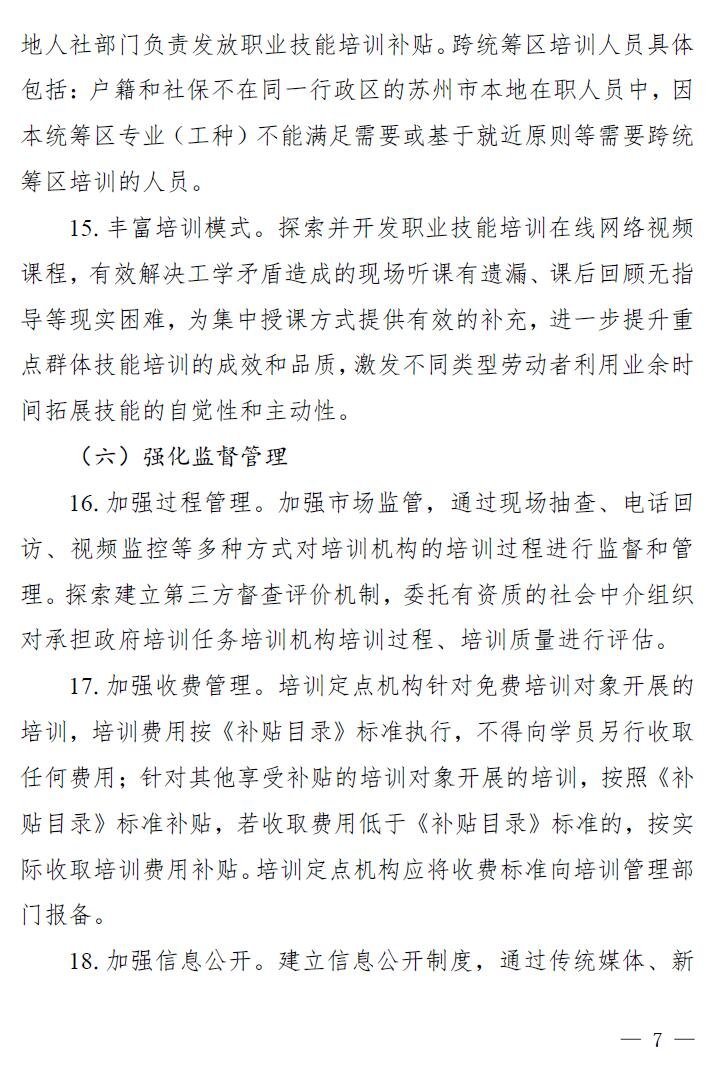 地人社部门负责发放职业技能培训补贴。跨统筹区培训人员具体
包括：户籍和社保不在同一行政区的苏州市本地在职人员中，因
本统筹区专业（工种）不能满足需要或基于就近原则等需要跨统
筹区培训的人员。
15. 丰富培训模式。探索并开发职业技能培训在线网络视频
课程，有效解决工学矛盾造成的现场听课有遗漏、课后回顾无指
导等现实困难，为集中授课方式提供有效的补充，进一步提升重
点群体技能培训的成效和品质，激发不同类型劳动者利用业余时
间拓展技能的自觉性和主动性。
（六）强化监督管理
16. 加强过程管理。加强市场监管，通过现场抽查、电话回
访、视频监控等多种方式对培训机构的培训过程进行监督和管
理。探索建立第三方督查评价机制，委托有资质的社会中介组织
对承担政府培训任务培训机构培训过程、培训质量进行评估。
17. 加强收费管理。培训定点机构针对免费培训对象开展的
培训，培训费用按《补贴目录》标准执行，不得向学员另行收取
任何费用；针对其他享受补贴的培训对象开展的培训，按照《补
贴目录》标准补贴，若收取费用低于《补贴目录》标准的，按实
际收取培训费用补贴。培训定点机构应将收费标准向培训管理部
门报备。
18. 加强信息公开。建立信息公开制度，通过传统媒体、新
— 7 —